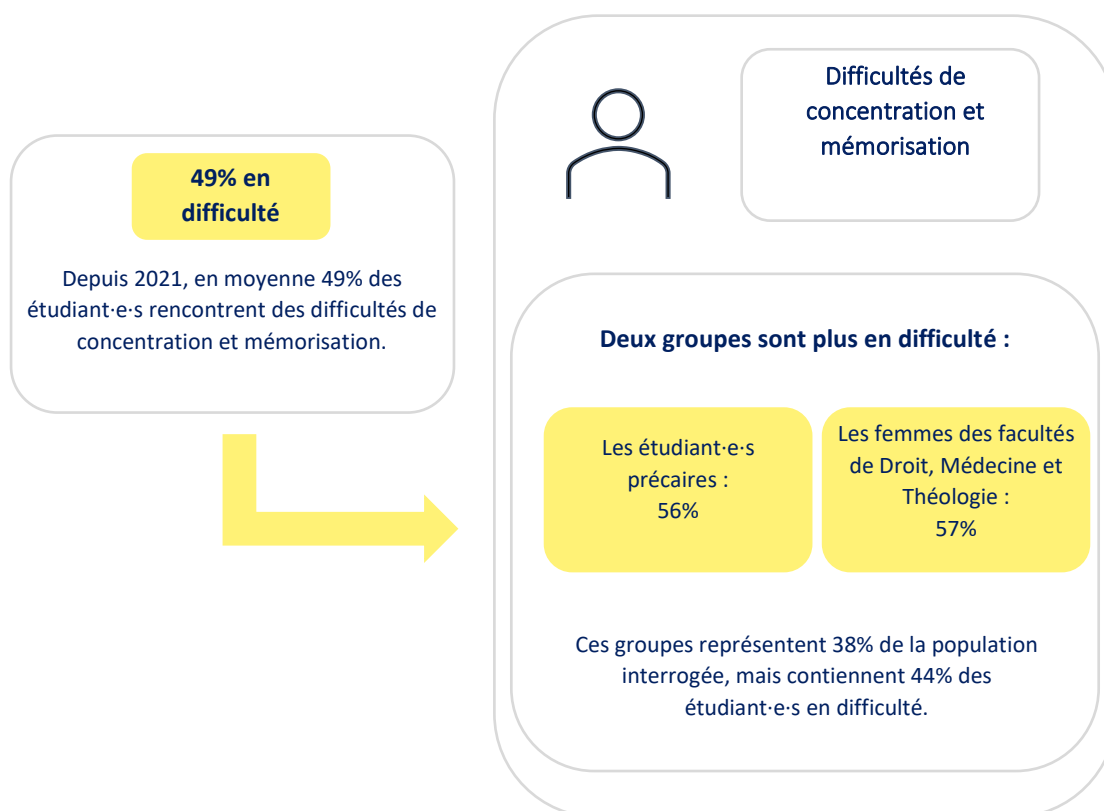 49% en
difficulté
Depuis 2021, en moyenne 49% des
étudiant·e·s rencontrent des difficultés de
concentration et mémorisation.
Difficultés de
concentration et
mémorisation
Deux groupes sont plus en difficulté :
Les étudiant·e·s
précaires :
56%
Les femmes des facultés
de Droit, Médecine et
Théologie :
57%
Ces groupes représentent 38% de la population
interrogée, mais contiennent 44% des
étudiant·e·s en difficulté.